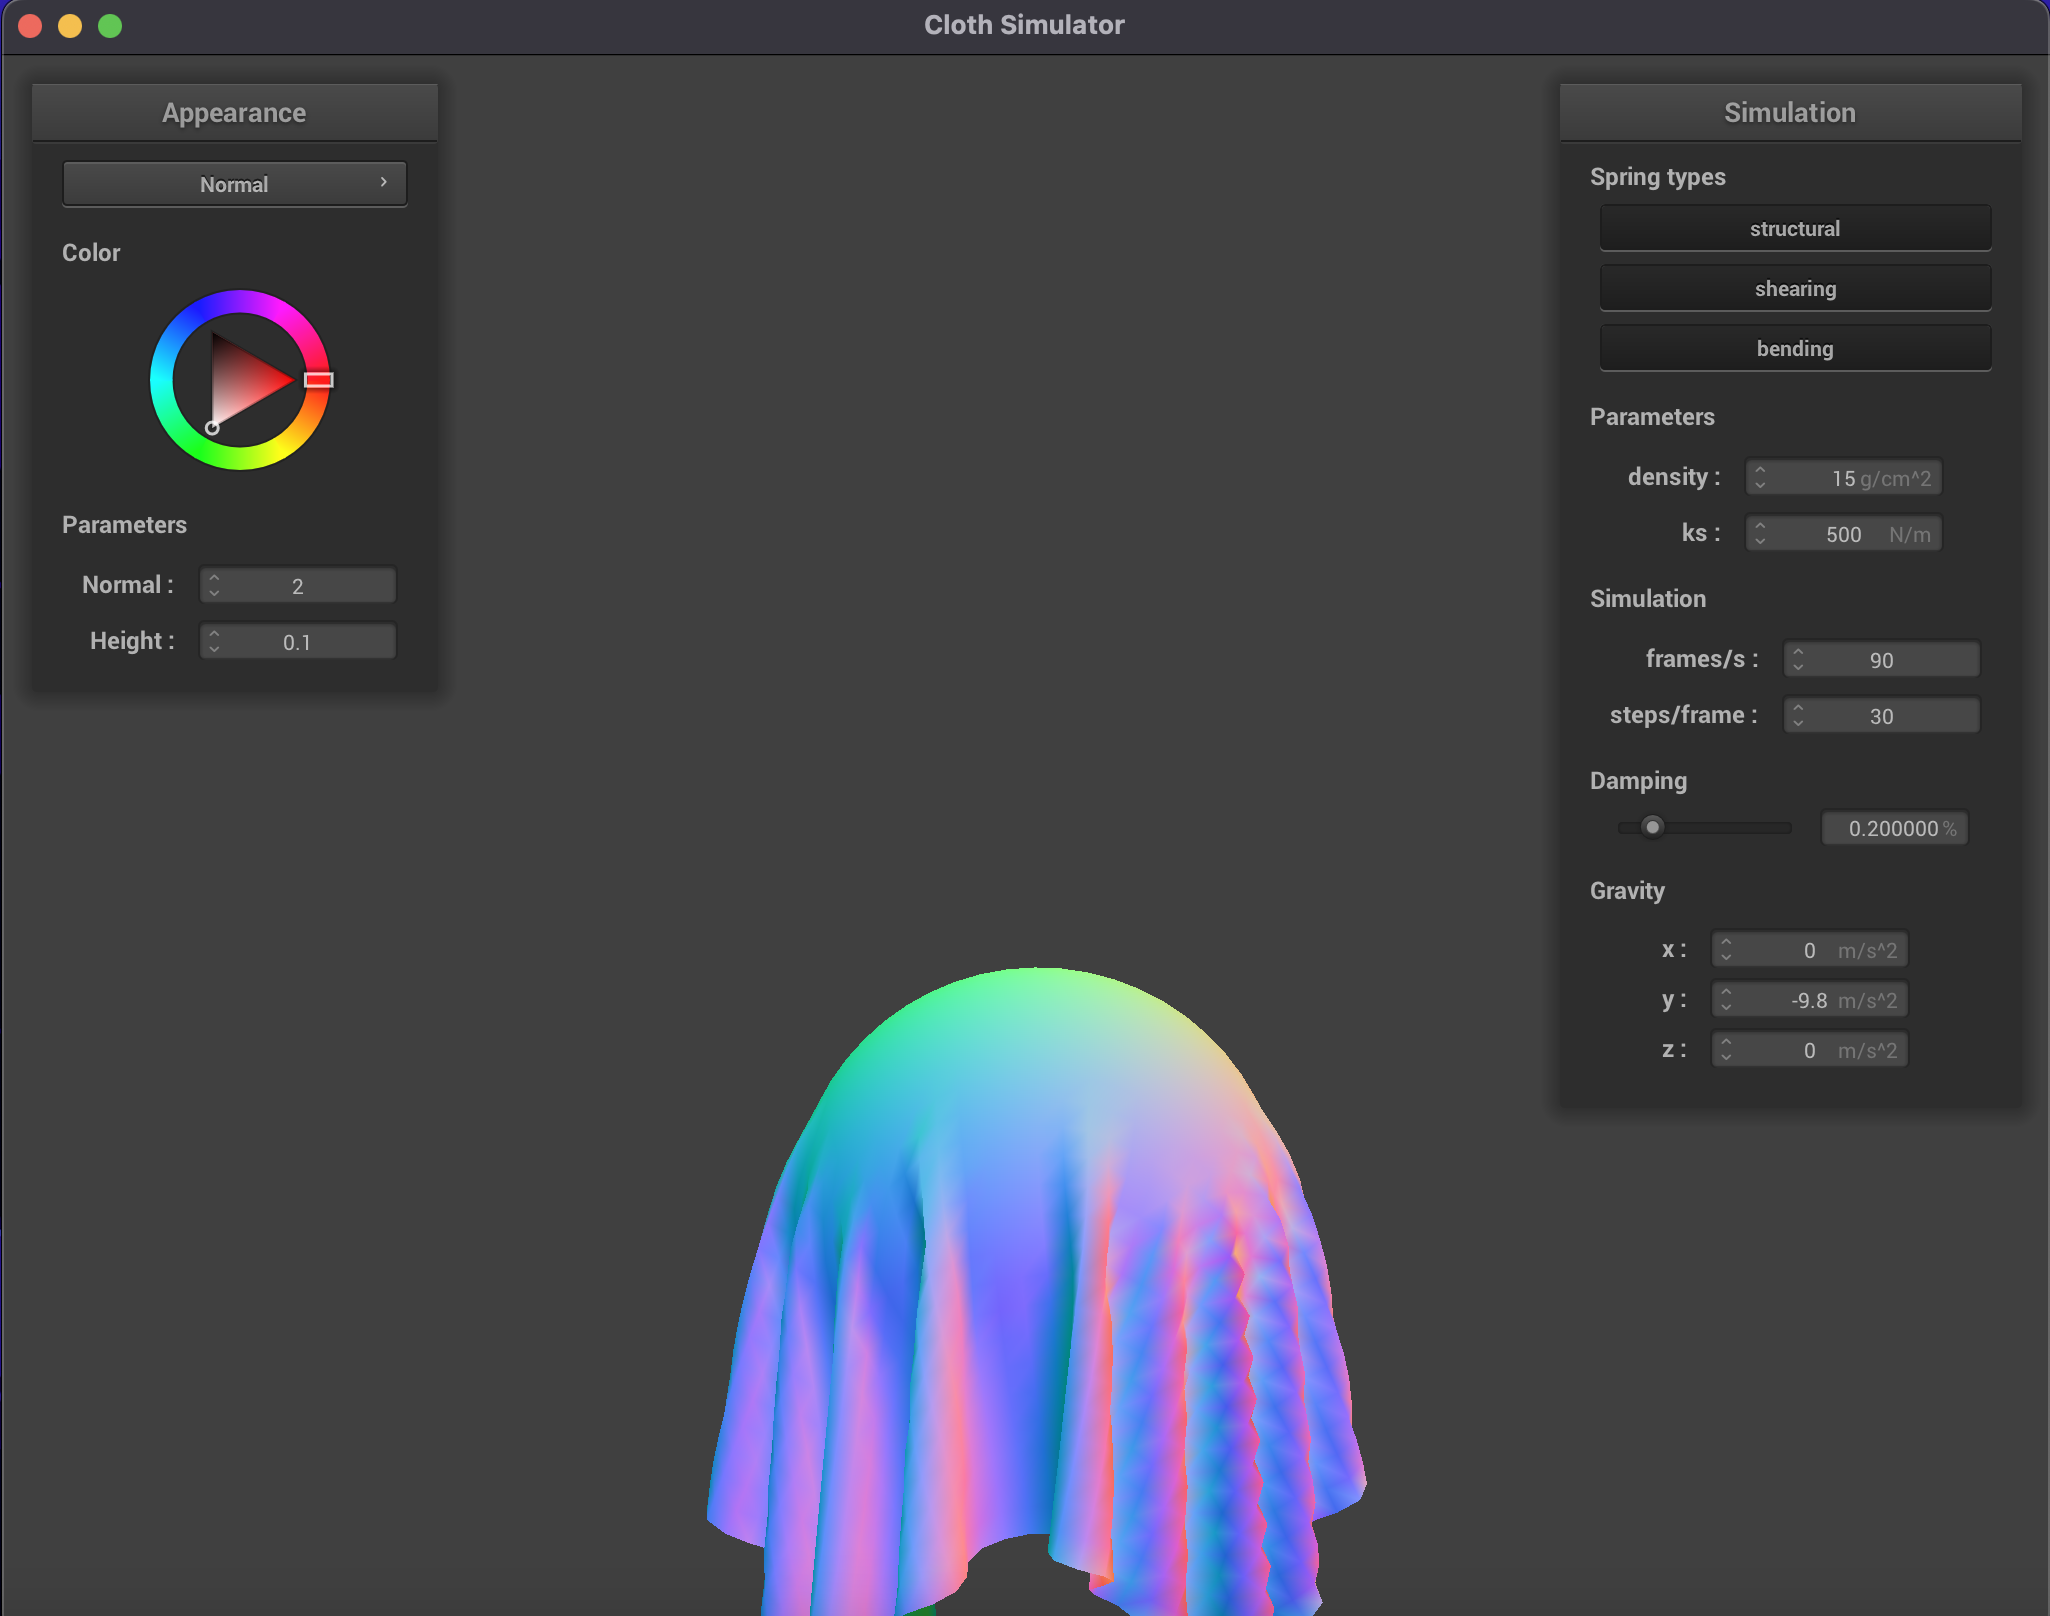 Cloth Simulator
Appearance
Normal
Color
Parameters
Normal : 2
Height : 0.1
Simulation
Spring types
structural
shearing
bending
Parameters
density : 15 g/cm^2
ks : 500 N/m
Simulation
frames/s : 90
steps/frame : 30
Damping
0.200000 %
Gravity
x : 0 m/s^2
y : -9.8 m/s^2
z : 0 m/s^2